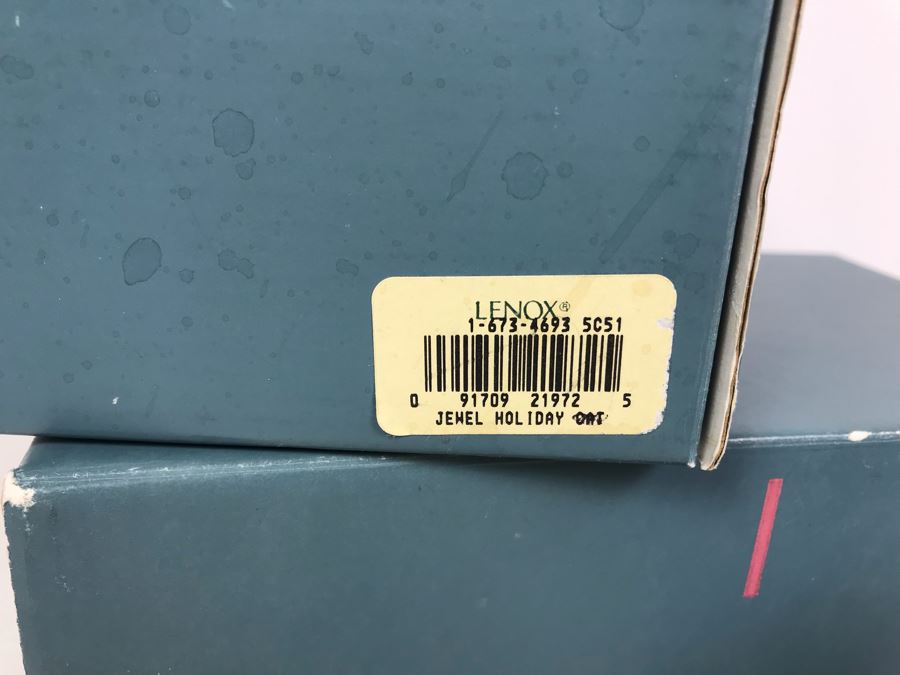 LENOX®
1-673-4693 5C51
0 91709 21972 5
JEWEL HOLIDAY